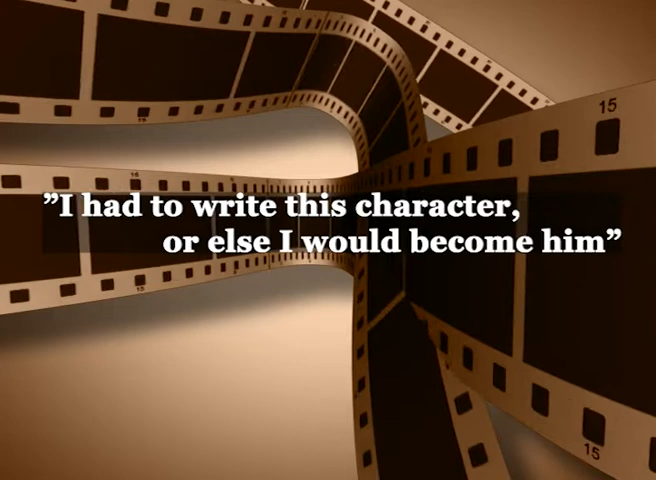 15
”I had to write this character,
or else I would become him”
15